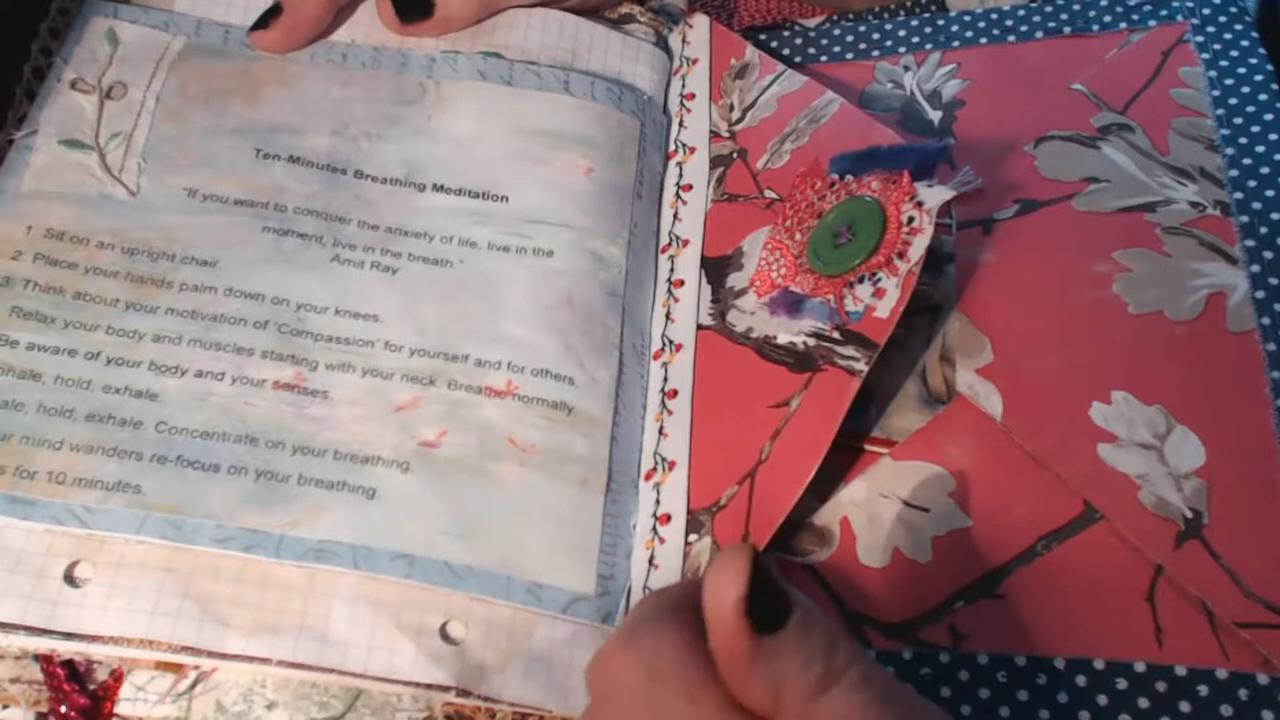 Ten-Minutes Breathing Meditation
"If you want to conquer the anxiety of life, live in the
moment, live in the breath."
Amit Ray
1. Sit on an upright chair.
2. Place your hands palm down on your knees.
3. Think about your motivation of 'Compassion' for yourself and for others.
Relax your body and muscles starting with your neck. Breathe normally.
Be aware of your body and your senses.
hold, exhale.
hold, exhale. Concentrate on your breathing.
mind wanders re-focus on your breathing.
for 10 minutes.